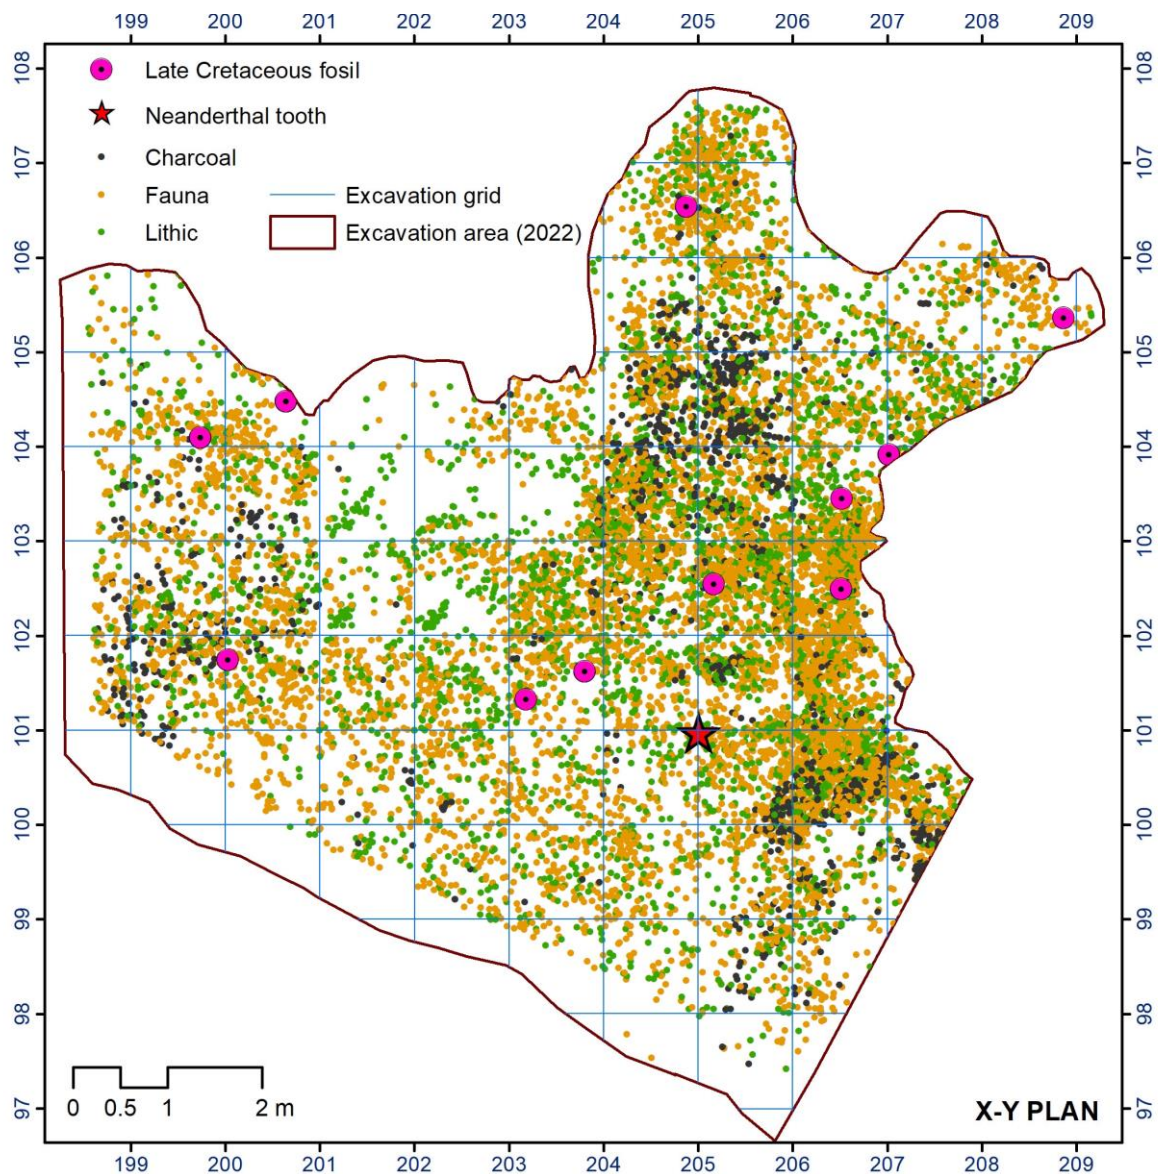 199 200 201 202 203 204 205 206 207 208 209
108 108
Late Cretaceous fosil
Neanderthal tooth
Charcoal
107 107
Fauna Excavation grid
Lithic Excavation area (2022)
106 106
105 105
104 104
103 103
102 102
101 101
100 100
99 99
98 98
97 97
0 0.5 1 2 m
X-Y PLAN
199 200 201 202 203 204 205 206 207 208 209